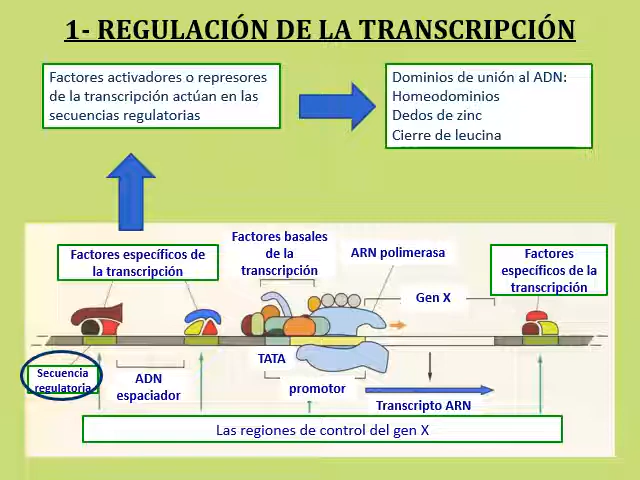 1- REGULACIÓN DE LA TRANSCRIPCIÓN
Factores activadores o represores
de la transcripción actúan en las
secuencias regulatorias
Dominios de unión al ADN:
Homeodominios
Dedos de zinc
Cierre de leucina
Factores específicos de
la transcripción
Factores basales
de la
transcripción
ARN polimerasa
Factores
específicos de la
transcripción
Gen X
Secuencia
regulatoria
ADN
espaciador
TATA
promotor
Transcripto ARN
Las regiones de control del gen X